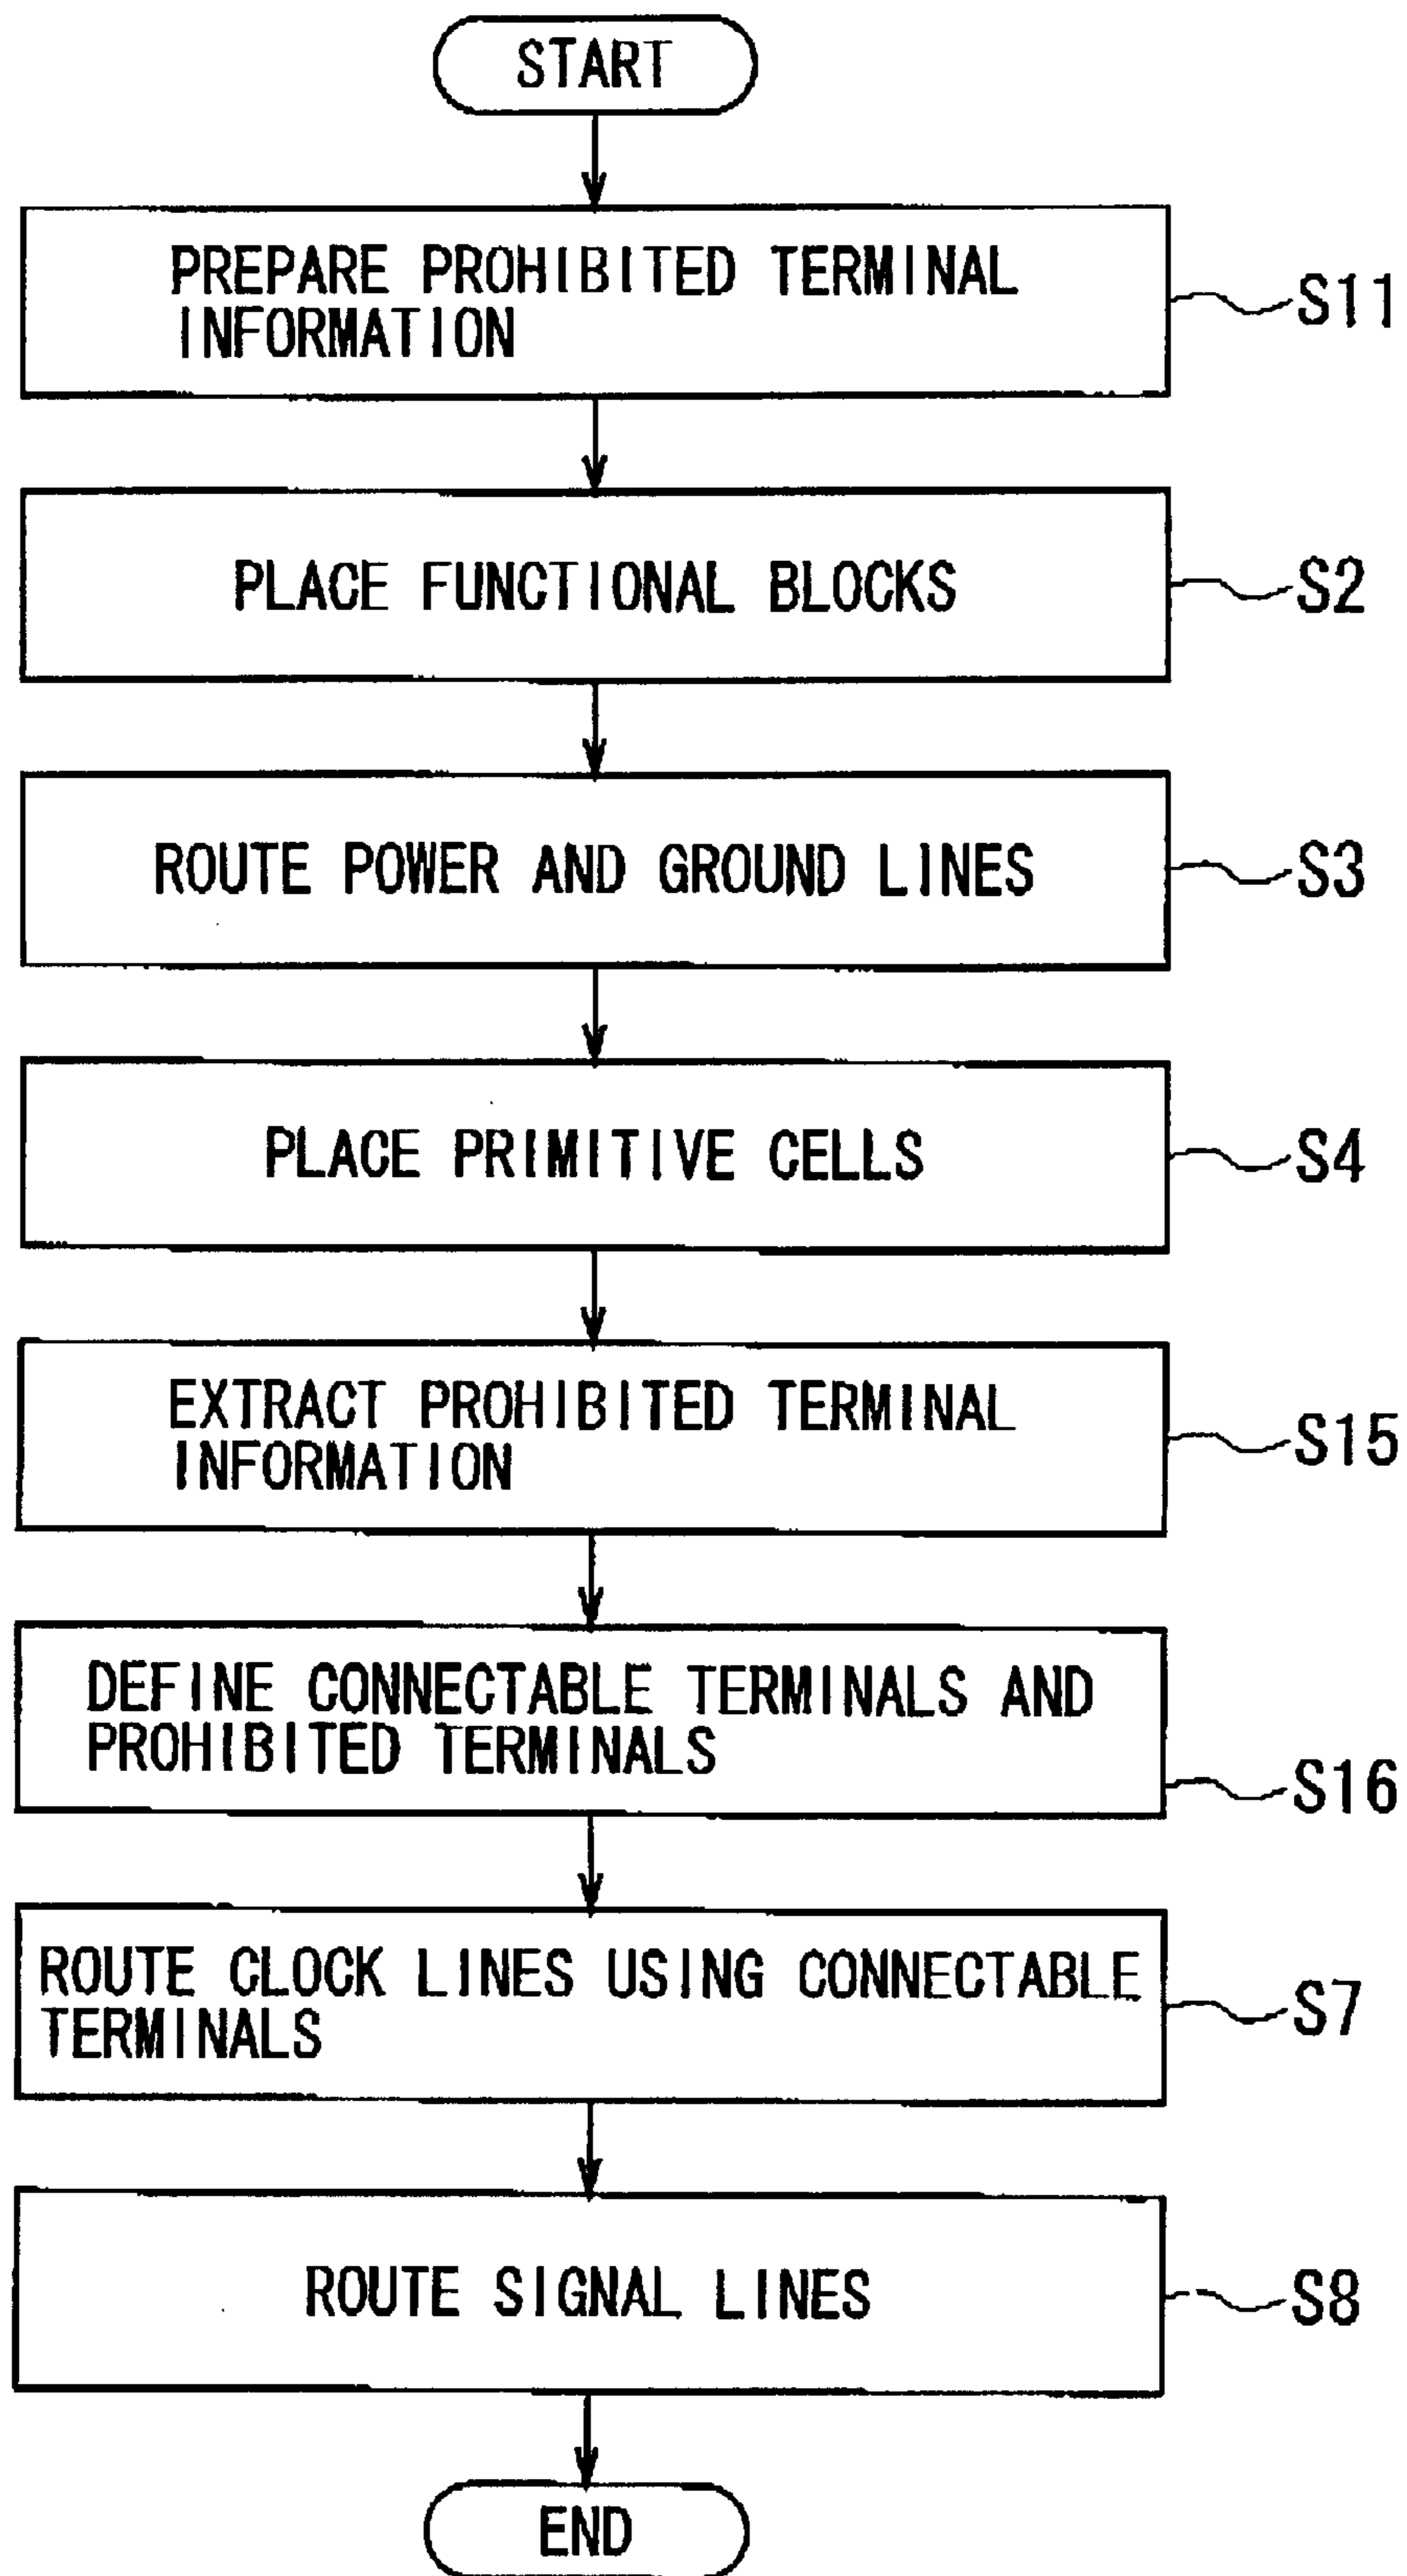 START
PREPARE PROHIBITED TERMINAL
INFORMATION
S11
PLACE FUNCTIONAL BLOCKS
S2
ROUTE POWER AND GROUND LINES
S3
PLACE PRIMITIVE CELLS
S4
EXTRACT PROHIBITED TERMINAL
INFORMATION
S15
DEFINE CONNECTABLE TERMINALS AND
PROHIBITED TERMINALS
S16
ROUTE CLOCK LINES USING CONNECTABLE
TERMINALS
S7
ROUTE SIGNAL LINES
S8
END